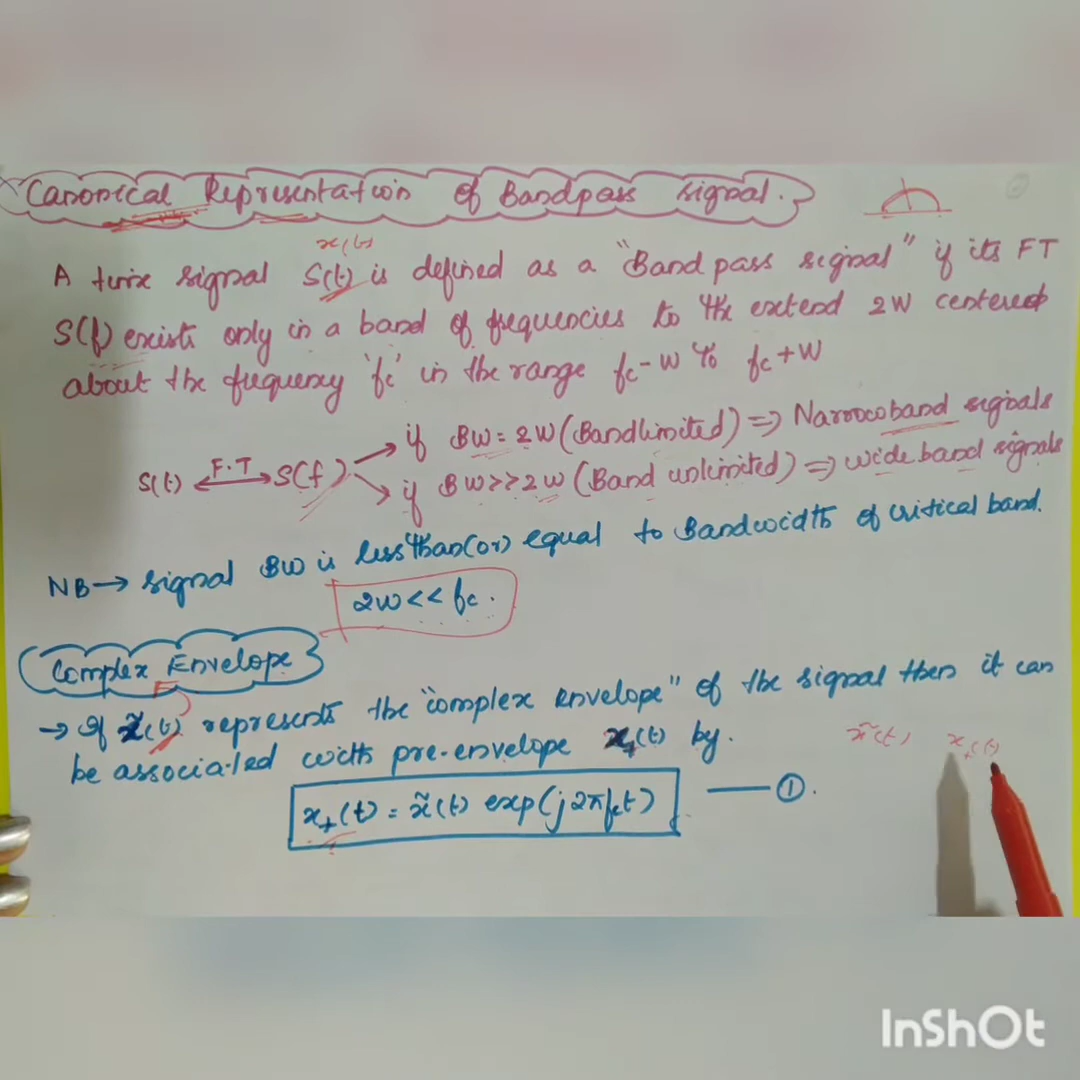 Canonical Representation of Bandpass signal.
x(t)
A time signal S(t) is defined as a "Band pass signal" if its FT
S(f) exists only in a band of frequencies to the extend 2W centered
about the frequency 'fc' in the range fc-W to fc+W
S(t) F.T S(f) if BW = 2W (Bandlimited) => Narrowband signals
if BW>>2W (Band unlimited) => wide band signals
NB → signal BW is less than (or) equal to Bandwidth of critical band.
2W << fc.
Complex Envelope
→ If x̃(t) represents the "complex envelope" of the signal then it can
be associated with pre-envelope x+(t) by.
x̃(t) x+(t)
x+(t) = x̃(t) exp(j2πfct) — ①.
InShOt